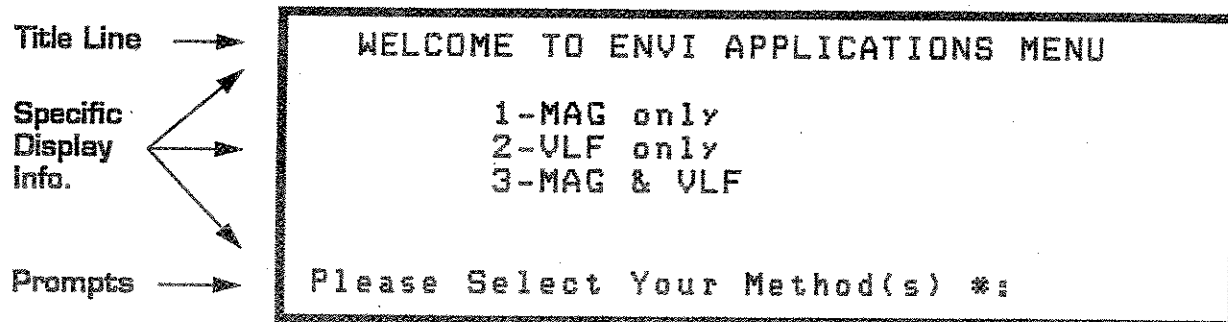 Title Line
WELCOME TO ENVI APPLICATIONS MENU
Specific
Display
Info.
1-MAG only
2-VLF only
3-MAG & VLF
Prompts
Please Select Your Method(s) *: